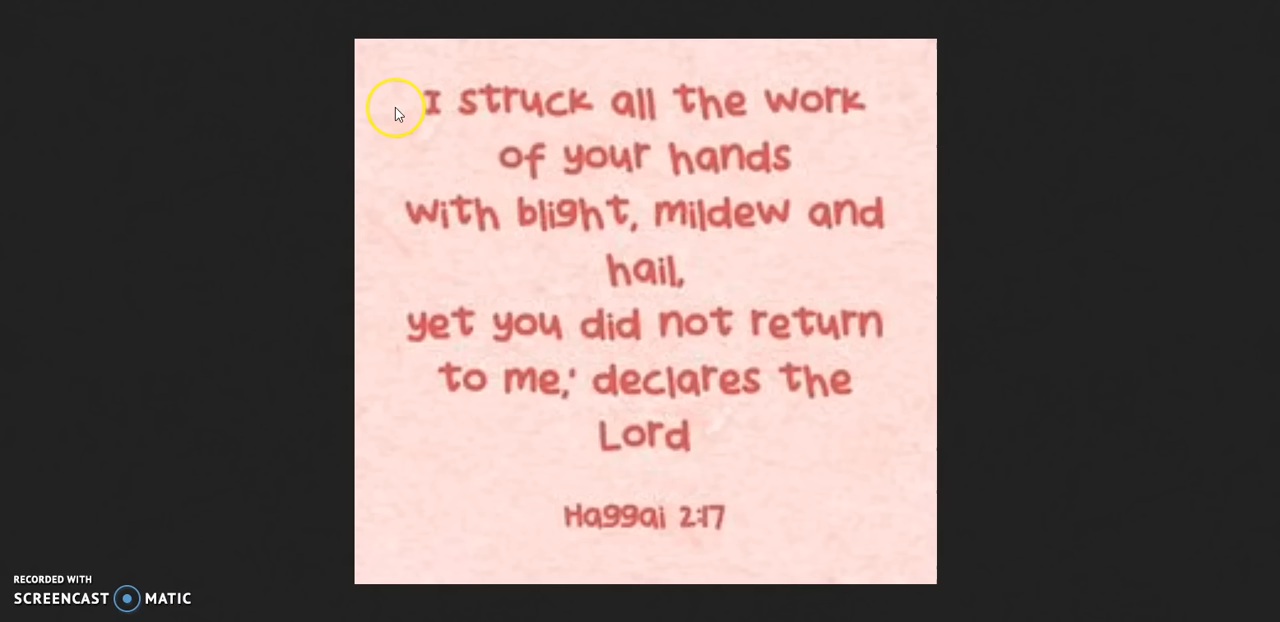 I struck all the work
of your hands
with blight, mildew and
hail,
yet you did not return
to me,' declares the
Lord
Haggai 2:17
RECORDED WITH
SCREENCAST MATIC